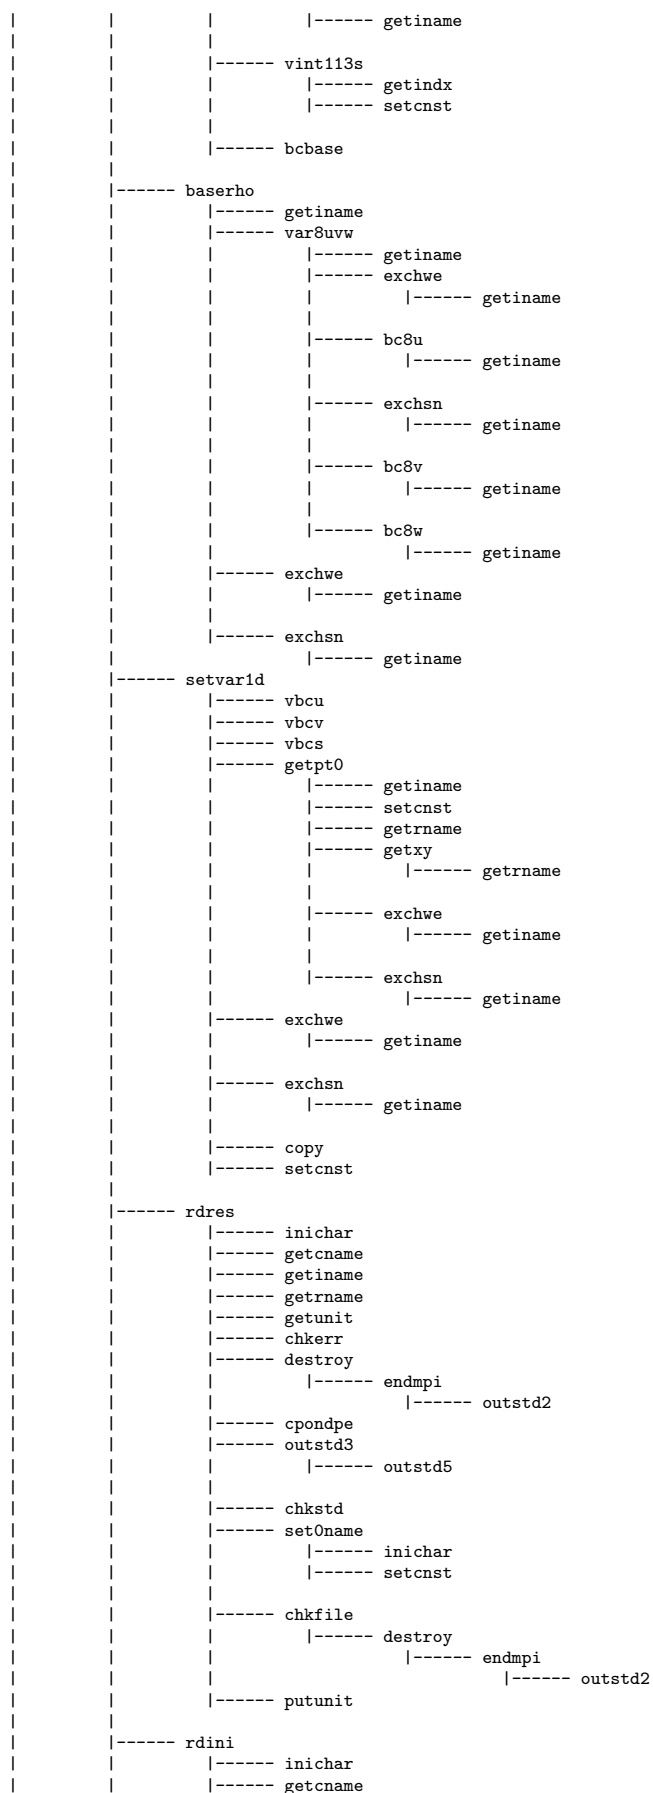 |         |         |         |------ getiname
|         |         |
|         |         |------ vint113s
|         |         |         |------ getindx
|         |         |         |------ setcnst
|         |         |
|         |         |------ bcbase
|         |
|         |------ baserho
|         |         |------ getiname
|         |         |------ var8uvw
|         |         |         |------ getiname
|         |         |         |------ exchwe
|         |         |         |         |------ getiname
|         |         |         |
|         |         |         |------ bc8u
|         |         |         |         |------ getiname
|         |         |         |
|         |         |         |------ exchsn
|         |         |         |         |------ getiname
|         |         |         |
|         |         |         |------ bc8v
|         |         |         |         |------ getiname
|         |         |         |
|         |         |         |------ bc8w
|         |         |                   |------ getiname
|         |         |------ exchwe
|         |         |         |------ getiname
|         |         |
|         |         |------ exchsn
|         |                   |------ getiname
|         |------ setvar1d
|         |         |------ vbcu
|         |         |------ vbcv
|         |         |------ vbcs
|         |         |------ getpt0
|         |         |         |------ getiname
|         |         |         |------ setcnst
|         |         |         |------ getrname
|         |         |         |------ getxy
|         |         |         |         |------ getrname
|         |         |         |
|         |         |         |------ exchwe
|         |         |         |         |------ getiname
|         |         |         |
|         |         |         |------ exchsn
|         |         |                   |------ getiname
|         |         |------ exchwe
|         |         |         |------ getiname
|         |         |
|         |         |------ exchsn
|         |         |         |------ getiname
|         |         |
|         |         |------ copy
|         |         |------ setcnst
|         |
|         |------ rdres
|         |         |------ inichar
|         |         |------ getcname
|         |         |------ getiname
|         |         |------ getrname
|         |         |------ getunit
|         |         |------ chkerr
|         |         |------ destroy
|         |         |         |------ endmpi
|         |         |                   |------ outstd2
|         |         |------ cpondpe
|         |         |------ outstd3
|         |         |         |------ outstd5
|         |         |
|         |         |------ chkstd
|         |         |------ set0name
|         |         |         |------ inichar
|         |         |         |------ setcnst
|         |         |
|         |         |------ chkfile
|         |         |         |------ destroy
|         |         |                   |------ endmpi
|         |         |                             |------ outstd2
|         |         |------ putunit
|         |
|         |------ rdini
|         |         |------ inichar
|         |         |------ getcname